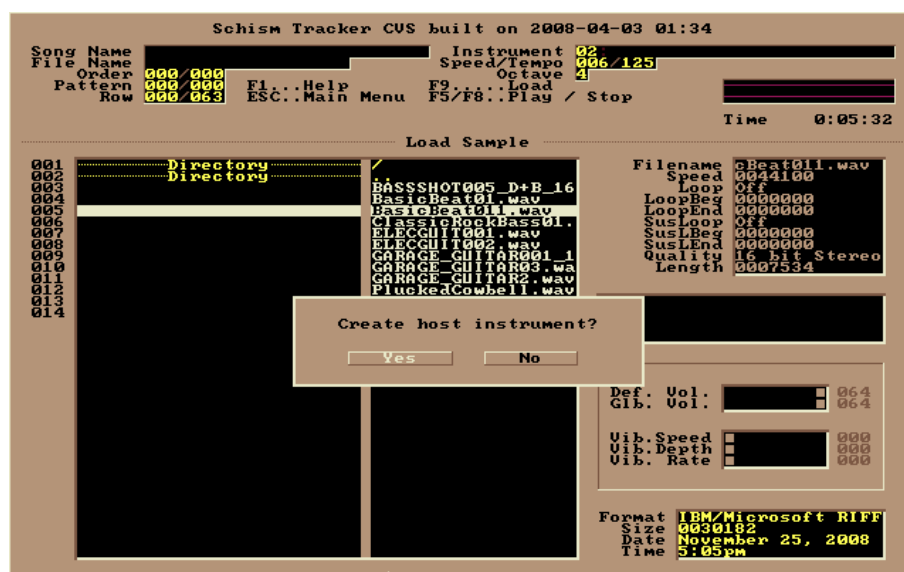 Schism Tracker CVS built on 2008-04-03 01:34
Song Name
Instrument 02:
File Name
Speed/Tempo 006/125
Order 000/000
Octave 4
Pattern 000/000 F1...Help F9.....Load
Row 000/063 ESC..Main Menu F5/F8..Play / Stop
Time 0:05:32
Load Sample
001 Directory /
002 Directory ..
003 BASSSHOT005_D+B_16
004 BasicBeat01.wav
005 BasicBeat011.wav
006 ClassicRockBass01.
007 ELECGUIT001.wav
008 ELECGUIT002.wav
009 GARAGE_GUITAR001_1
010 GARAGE_GUITAR03.wa
011 GARAGE_GUITAR2.wav
012 PluckedCowbell.wav
013
014
Filename cBeat011.wav
Speed 0044100
Loop Off
LoopBeg 0000000
LoopEnd 0000000
SusLoop Off
SusLBeg 0000000
SusLEnd 0000000
Quality 16 bit Stereo
Length 0007534
Create host instrument?
Yes No
Def. Vol. 064
Glb. Vol. 064
Vib.Speed 000
Vib.Depth 000
Vib. Rate 000
Format IBM/Microsoft RIFF
Size 0030182
Date November 25, 2008
Time 5:05pm